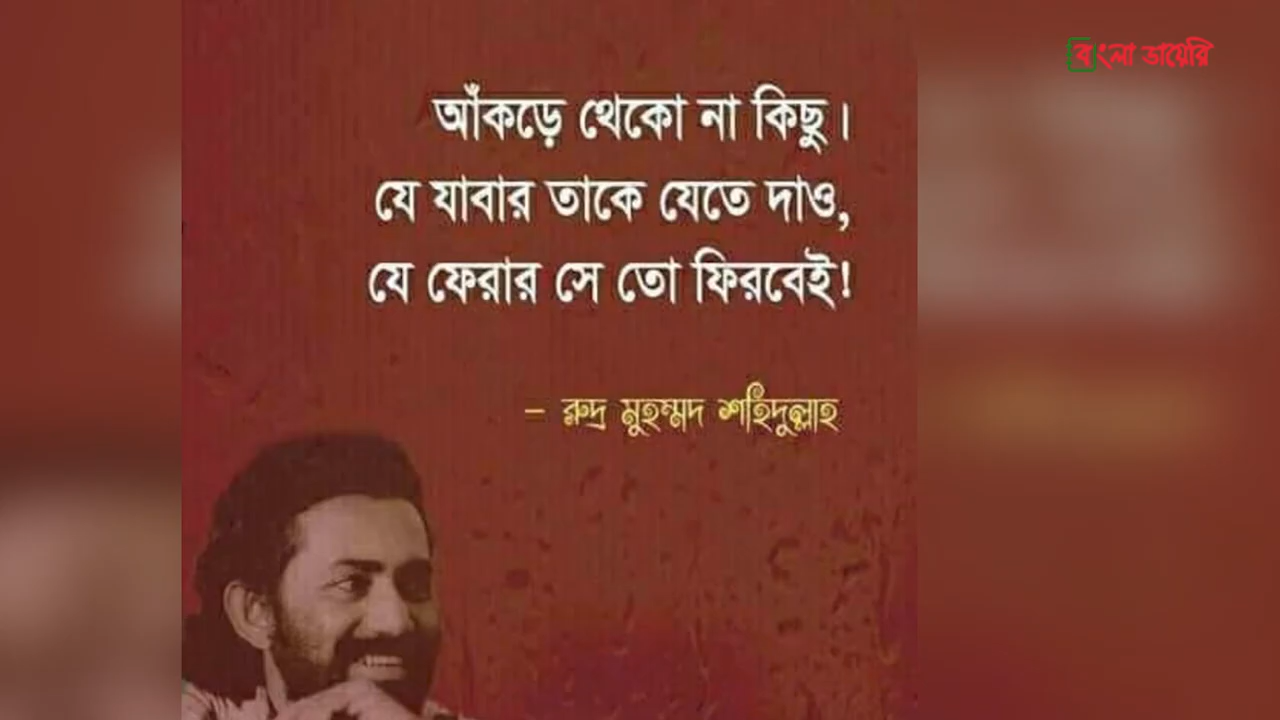 বাংলা ডায়েরি
আঁকড়ে থেকো না কিছু।
যে যাবার তাকে যেতে দাও,
যে ফেরার সে তো ফিরবেই!
– রুদ্র মুহম্মদ শহিদুল্লাহ